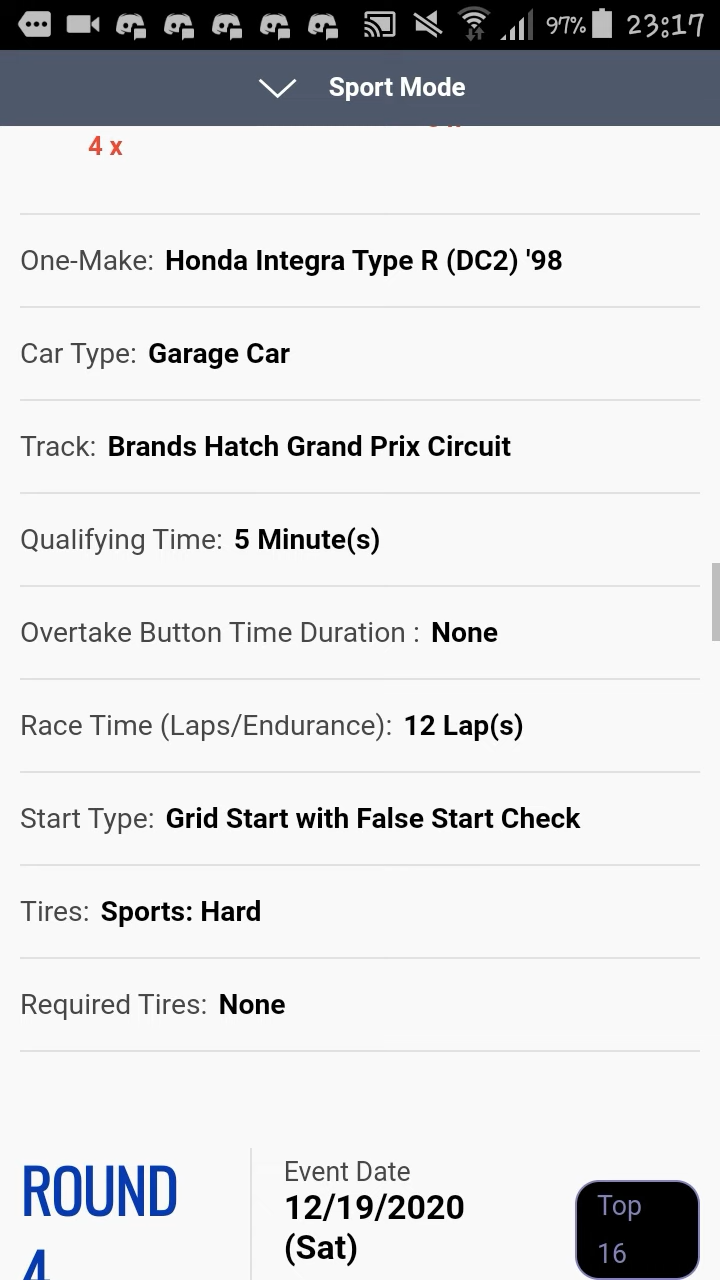 97% 23:17
Sport Mode
4 x
One-Make: Honda Integra Type R (DC2) '98
Car Type: Garage Car
Track: Brands Hatch Grand Prix Circuit
Qualifying Time: 5 Minute(s)
Overtake Button Time Duration : None
Race Time (Laps/Endurance): 12 Lap(s)
Start Type: Grid Start with False Start Check
Tires: Sports: Hard
Required Tires: None
ROUND
4
Event Date
12/19/2020
(Sat)
Top
16